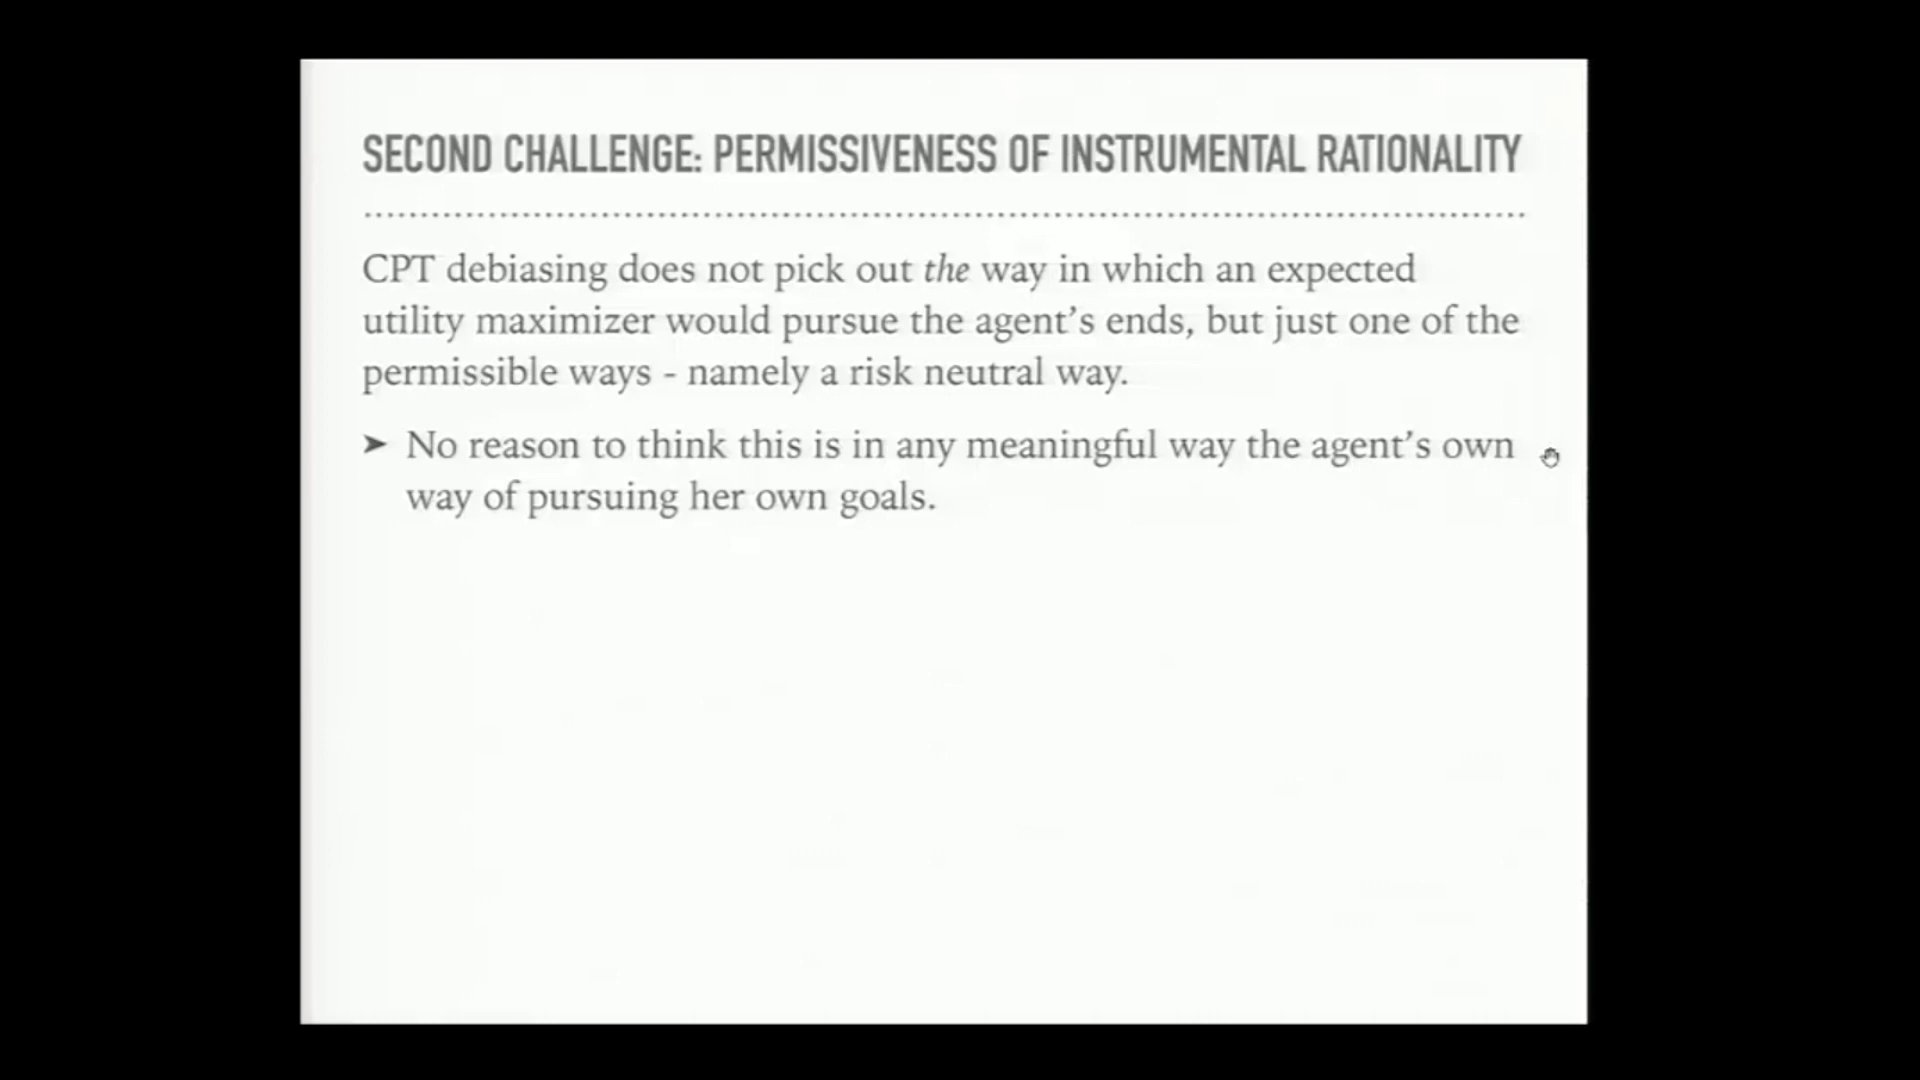 SECOND CHALLENGE: PERMISSIVENESS OF INSTRUMENTAL RATIONALITY
CPT debiasing does not pick out the way in which an expected
utility maximizer would pursue the agent's ends, but just one of the
permissible ways - namely a risk neutral way.
➤ No reason to think this is in any meaningful way the agent's own
way of pursuing her own goals.